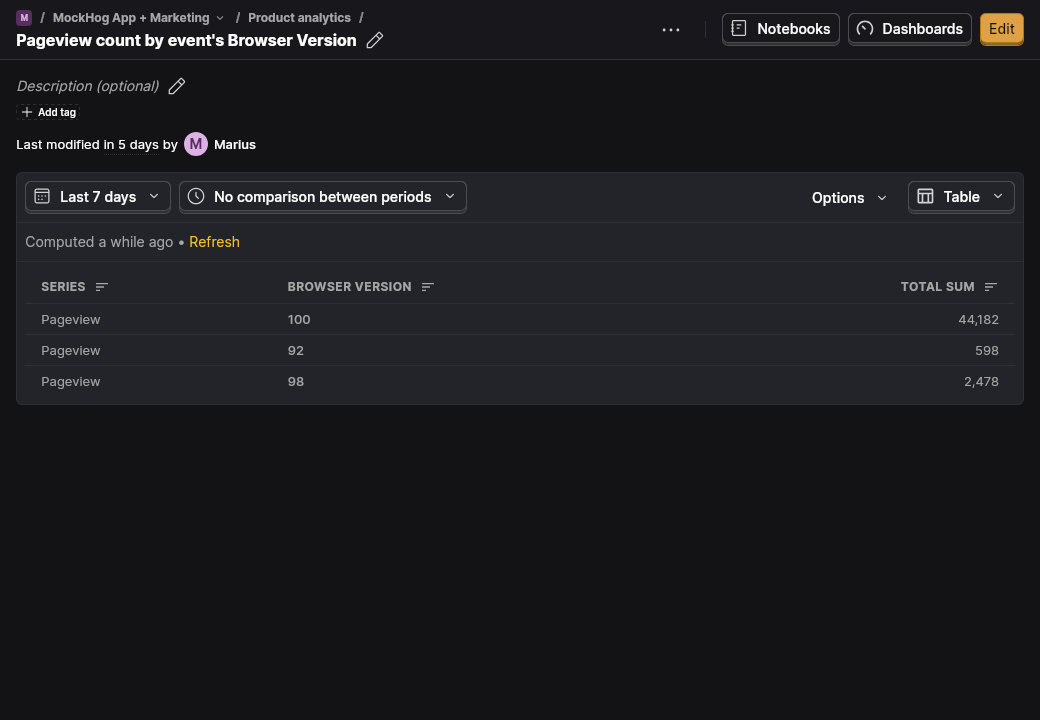 M / MockHog App + Marketing / Product analytics /
Pageview count by event's Browser Version
Notebooks
Dashboards
Edit
Description (optional)
Add tag
Last modified in 5 days by M Marius
Last 7 days
No comparison between periods
Options
Table
Computed a while ago • Refresh
SERIES BROWSER VERSION TOTAL SUM
Pageview 100 44,182
Pageview 92 598
Pageview 98 2,478